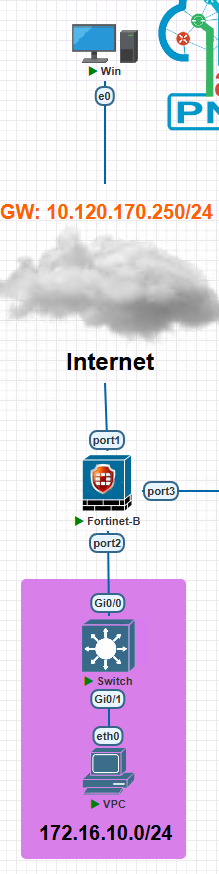 Win
e0
PN
GW: 10.120.170.250/24
Internet
port1
port3
Fortinet-B
port2
Gi0/0
Switch
Gi0/1
eth0
VPC
172.16.10.0/24